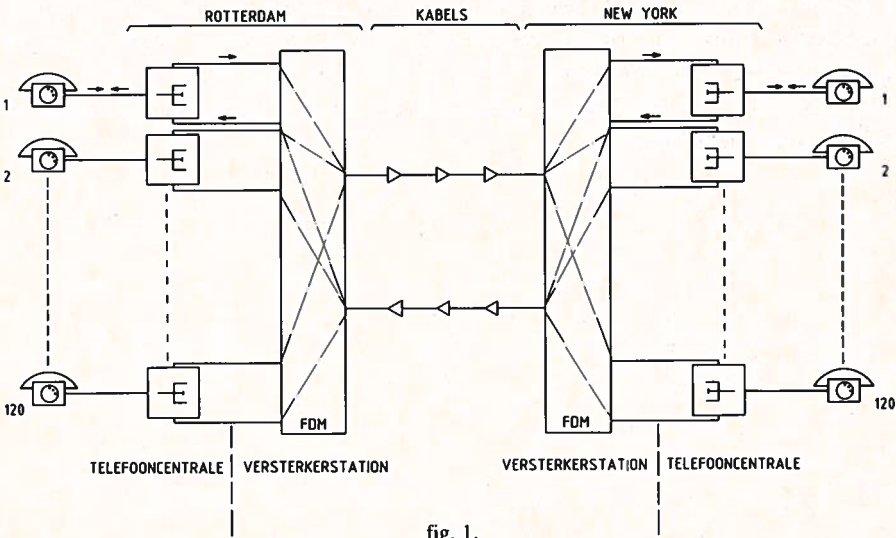 ROTTERDAM KABELS NEW YORK
1 1
2 2
120 120
FDM FDM
TELEFOONCENTRALE VERSTERKERSTATION VERSTERKERSTATION TELEFOONCENTRALE
fig. 1.